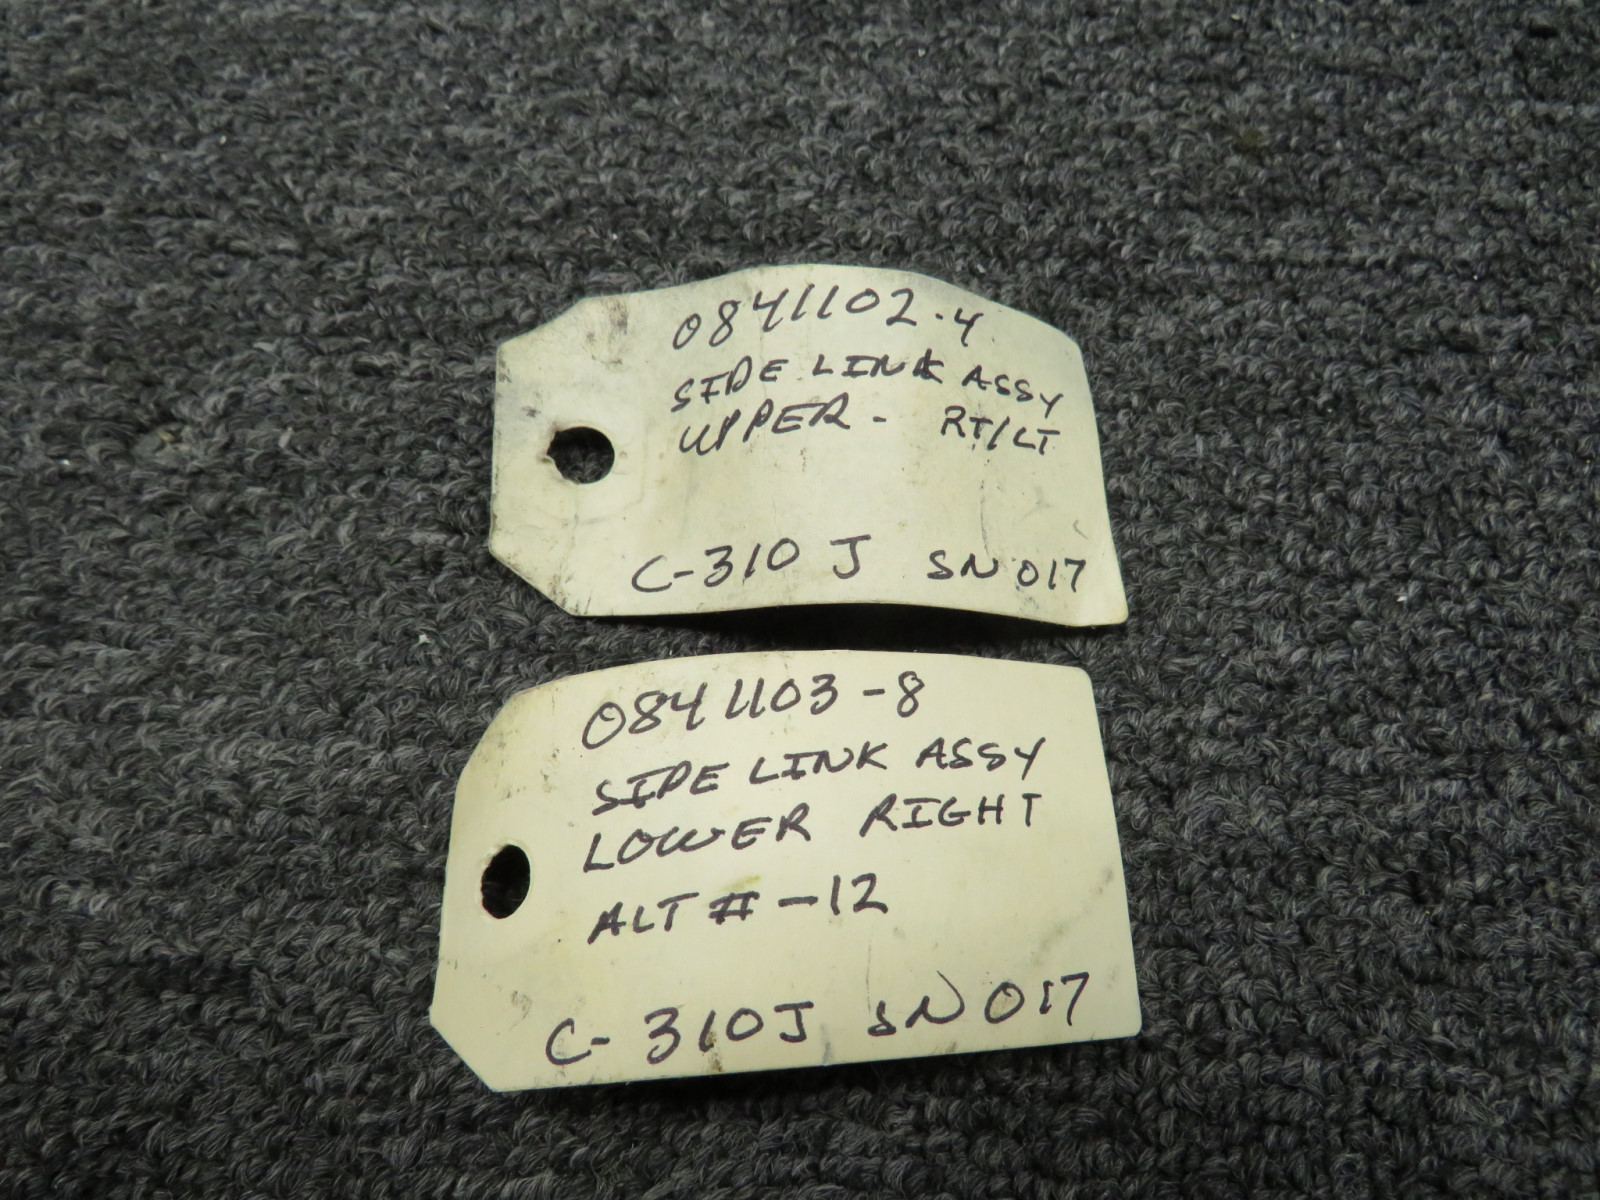 0841102-4
SIDE LINK ASSY
UPPER - RT/LT
C-310 J SN 017
0841103-8
SIDE LINK ASSY
LOWER RIGHT
ALT # -12
C-310J SN 017